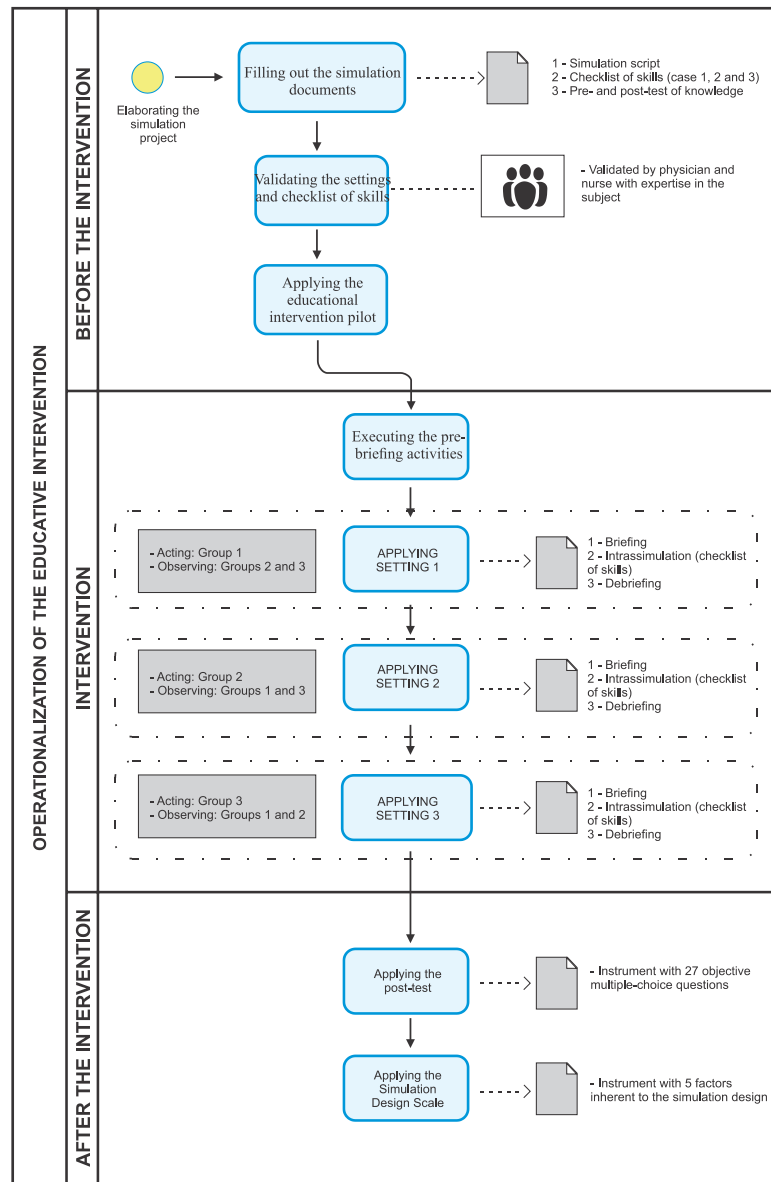 OPERATIONALIZATION OF THE EDUCATIVE INTERVENTION
BEFORE THE INTERVENTION
Elaborating the
simulation
project
Filling out the simulation
documents
1 - Simulation script
2 - Checklist of skills (case 1, 2 and 3)
3 - Pre- and post-test of knowledge
Validating the settings
and checklist of skills
- Validated by physician and
nurse with expertise in the
subject
Applying the
educational
intervention pilot
INTERVENTION
Executing the pre-
briefing activities
- Acting: Group 1
- Observing: Groups 2 and 3
APPLYING
SETTING 1
1 - Briefing
2 - Intrassimulation (checklist
of skills)
3 - Debriefing
- Acting: Group 2
- Observing: Groups 1 and 3
APPLYING
SETTING 2
1 - Briefing
2 - Intrassimulation (checklist
of skills)
3 - Debriefing
- Acting: Group 3
- Observing: Groups 1 and 2
APPLYING
SETTING 3
1 - Briefing
2 - Intrassimulation (checklist
of skills)
3 - Debriefing
AFTER THE INTERVENTION
Applying the
post-test
- Instrument with 27 objective
multiple-choice questions
Applying the
Simulation
Design Scale
- Instrument with 5 factors
inherent to the simulation design